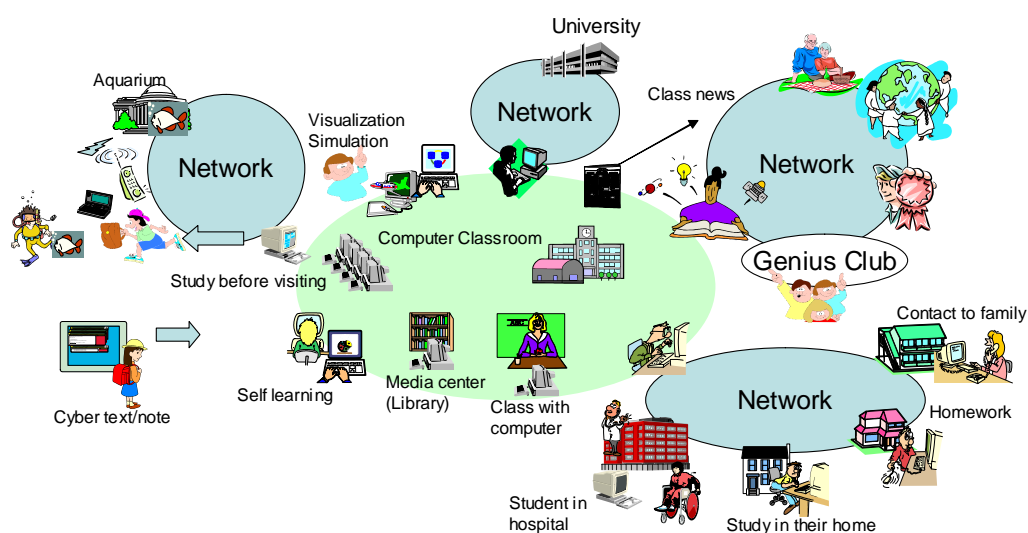 University
Aquarium
Class news
Network
Visualization
Simulation
Network
Network
Computer Classroom
Genius Club
Study before visiting
Contact to family
Self learning
Media center
(Library)
Class with
computer
Network
Homework
Cyber text/note
Student in
hospital
Study in their home